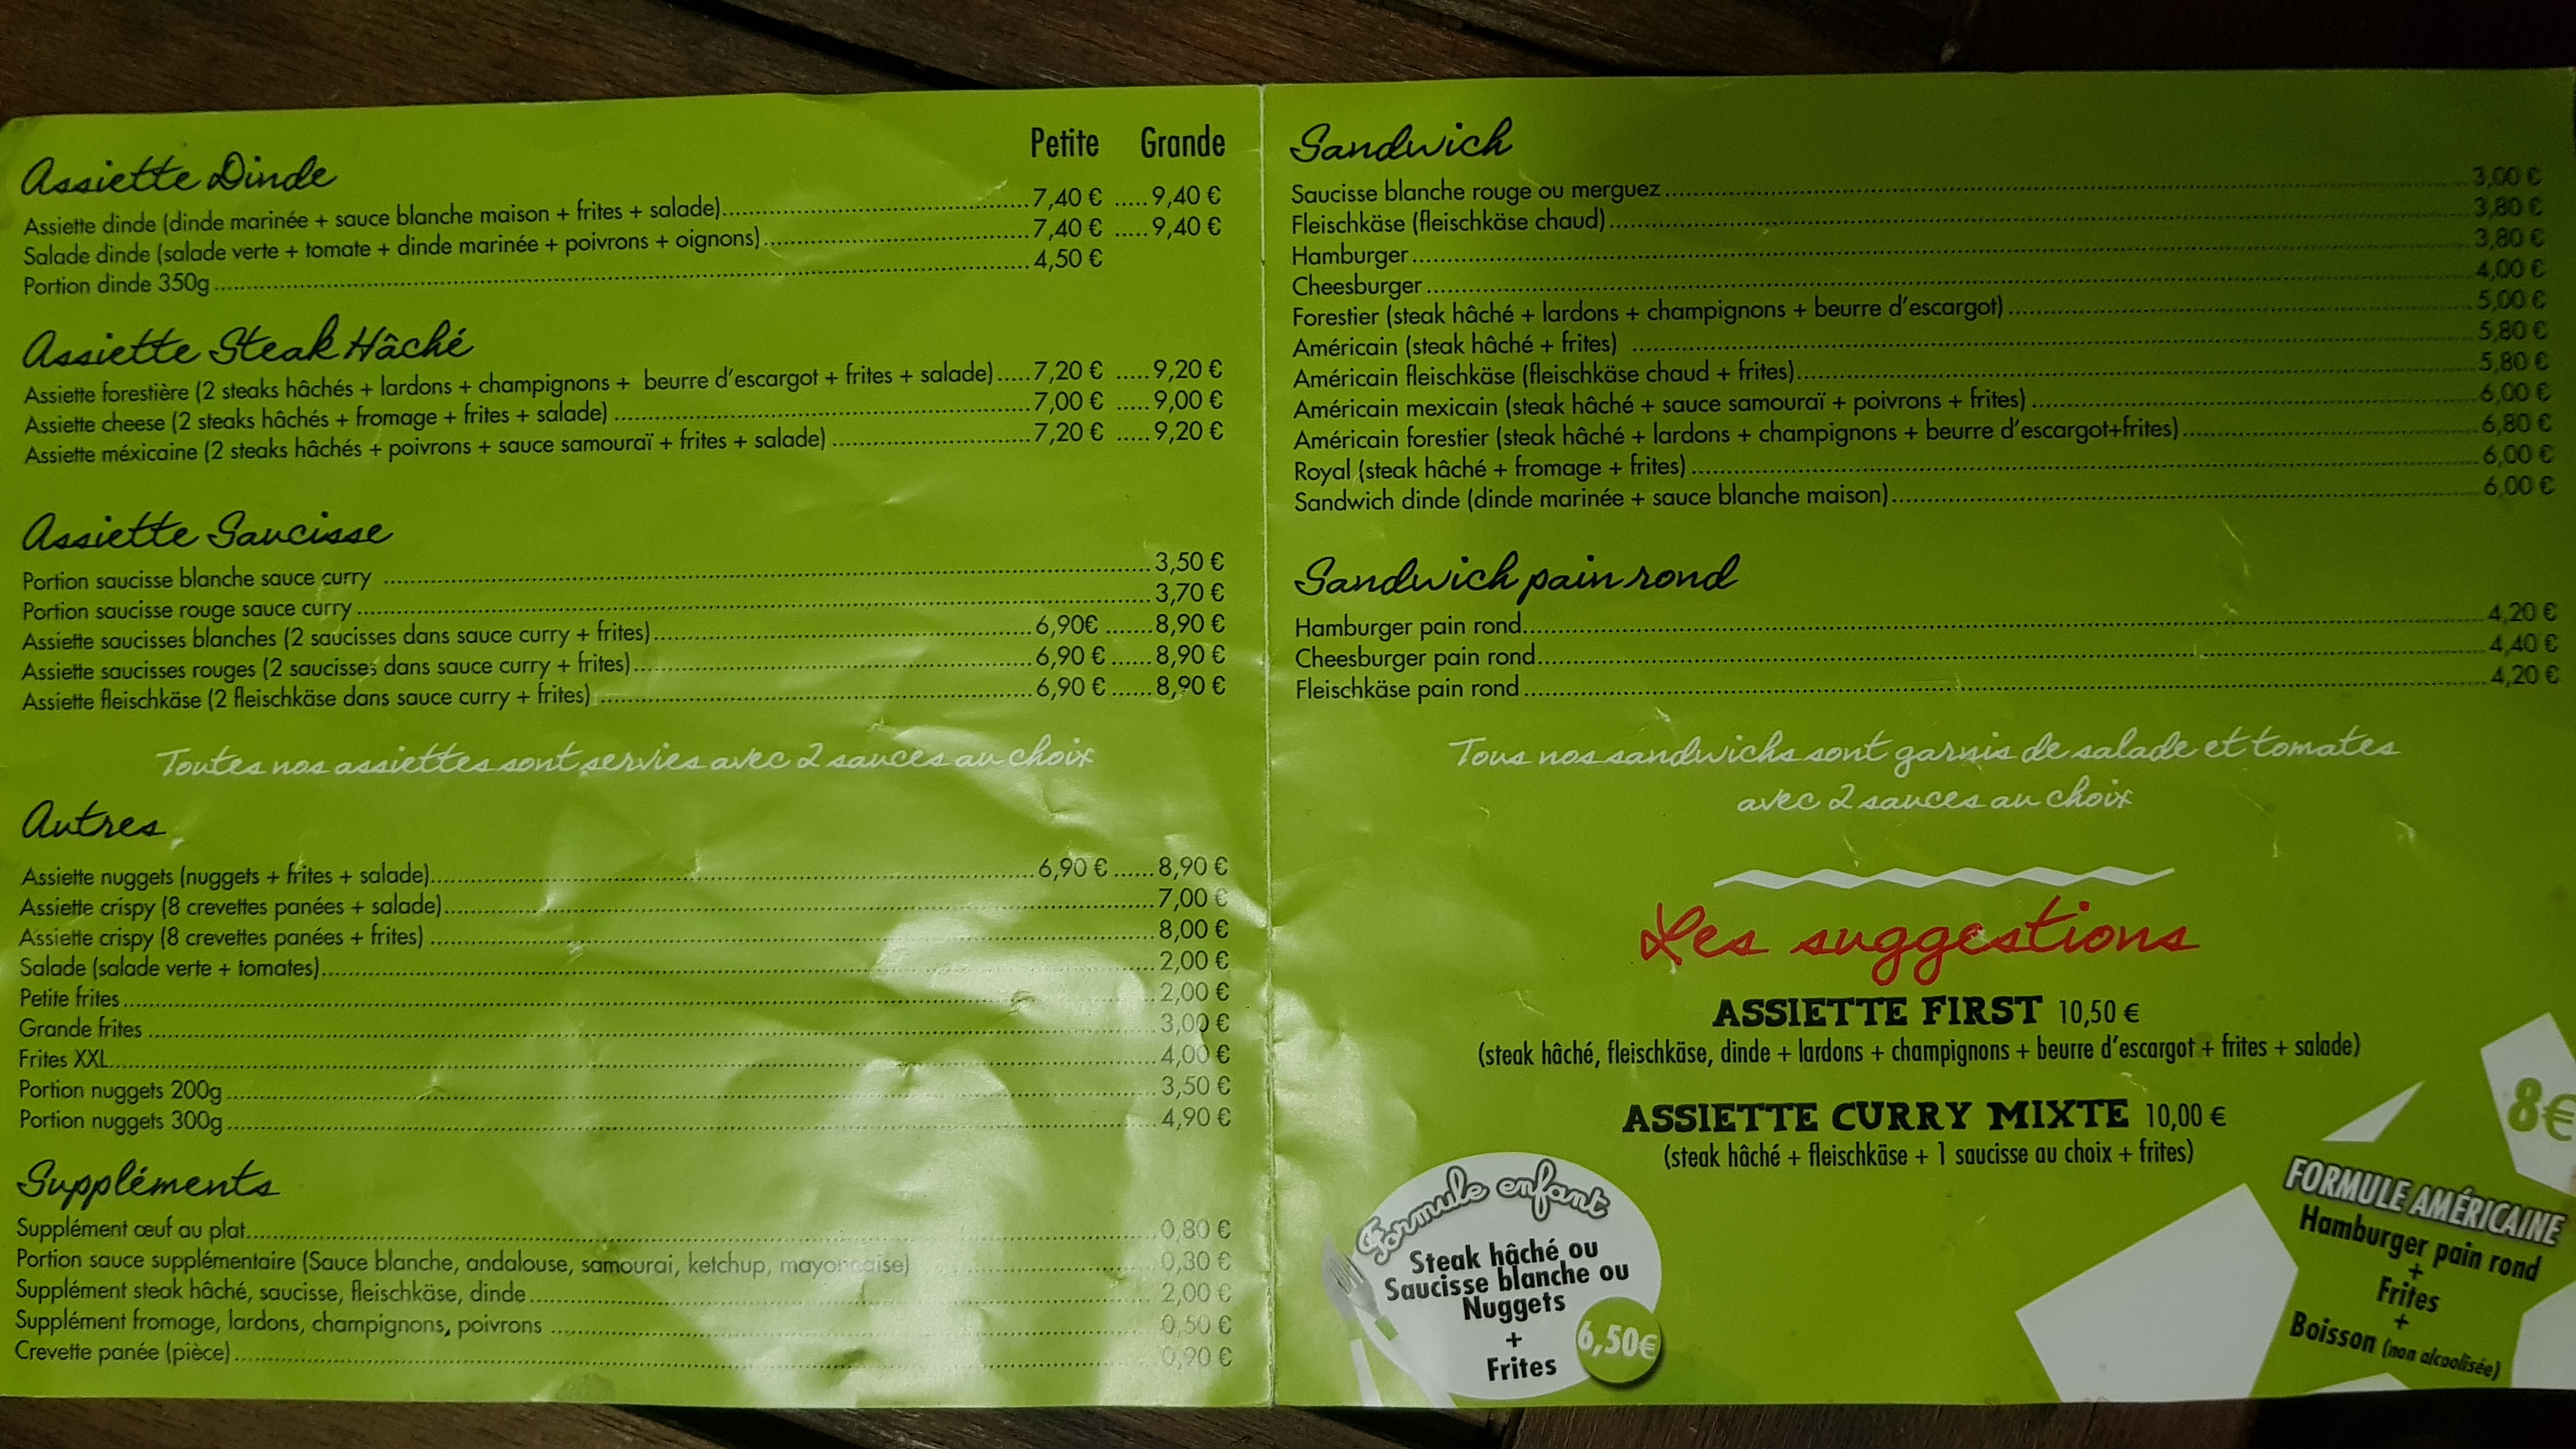 Petite Grande
Assiette Dinde
Assiette dinde (dinde marinée + sauce blanche maison + frites + salade)........7,40 € .....9,40 €
Salade dinde (salade verte + tomate + dinde marinée + poivrons + oignons)........7,40 € .....9,40 €
Portion dinde 350g........4,50 €
Assiette Steak Hâché
Assiette forestière (2 steaks hâchés + lardons + champignons + beurre d'escargot + frites + salade).....7,20 € .....9,20 €
Assiette cheese (2 steaks hâchés + fromage + frites + salade) ........7,00 € .....9,00 €
Assiette méxicaine (2 steaks hâchés + poivrons + sauce samouraï + frites + salade) ........7,20 € .....9,20 €
Assiette Saucisse
Portion saucisse blanche sauce curry ........3,50 €
Portion saucisse rouge sauce curry ........3,70 €
Assiette saucisses blanches (2 saucisses dans sauce curry + frites)........6,90€ .......8,90 €
Assiette saucisses rouges (2 saucisses dans sauce curry + frites)........6,90 € ......8,90 €
Assiette fleischkäse (2 fleischkäse dans sauce curry + frites) ........6,90 € ......8,90 €
Toutes nos assiettes sont servies avec 2 sauces au choix
Autres
Assiette nuggets (nuggets + frites + salade)........6,90 € ......8,90 €
Assiette crispy (8 crevettes panées + salade)........7,00 €
Assiette crispy (8 crevettes panées + frites) ........8,00 €
Salade (salade verte + tomates)........2,00 €
Petite frites ........2,00 €
Grande frites ........3,00 €
Frites XXL........4,00 €
Portion nuggets 200g ........3,50 €
Portion nuggets 300g ........4,90 €
Suppléments
Supplément œuf au plat........0,80 €
Portion sauce supplémentaire (Sauce blanche, andalouse, samourai, ketchup, mayonnaise) ........0,30 €
Supplément steak hâché, saucisse, fleischkäse, dinde ........2,00 €
Supplément fromage, lardons, champignons, poivrons ........0,50 €
Crevette panée (pièce) ........0,90 €
Sandwich
Saucisse blanche rouge ou merguez ........3,00 €
Fleischkäse (fleischkäse chaud) ........3,80 €
Hamburger ........3,80 €
Cheesburger ........4,00 €
Forestier (steak hâché + lardons + champignons + beurre d'escargot) ........5,00 €
Américain (steak hâché + frites) ........5,80 €
Américain fleischkäse (fleischkäse chaud + frites)........5,80 €
Américain mexicain (steak hâché + sauce samouraï + poivrons + frites) ........6,00 €
Américain forestier (steak hâché + lardons + champignons + beurre d'escargot+frites) ........6,80 €
Royal (steak hâché + fromage + frites) ........6,00 €
Sandwich dinde (dinde marinée + sauce blanche maison) ........6,00 €
Sandwich pain rond
Hamburger pain rond........4,20 €
Cheesburger pain rond........4,40 €
Fleischkäse pain rond ........4,20 €
Tous nos sandwichs sont garnis de salade et tomates
avec 2 sauces au choix
Les suggestions
ASSIETTE FIRST 10,50 €
(steak hâché, fleischkäse, dinde + lardons + champignons + beurre d'escargot + frites + salade)
ASSIETTE CURRY MIXTE 10,00 €
(steak hâché + fleischkäse + 1 saucisse au choix + frites)
Formule enfant
Steak hâché ou
Saucisse blanche ou
Nuggets
+
Frites
6,50€
8€
FORMULE AMÉRICAINE
Hamburger pain rond
+
Frites
+
Boisson (non alcoolisée)